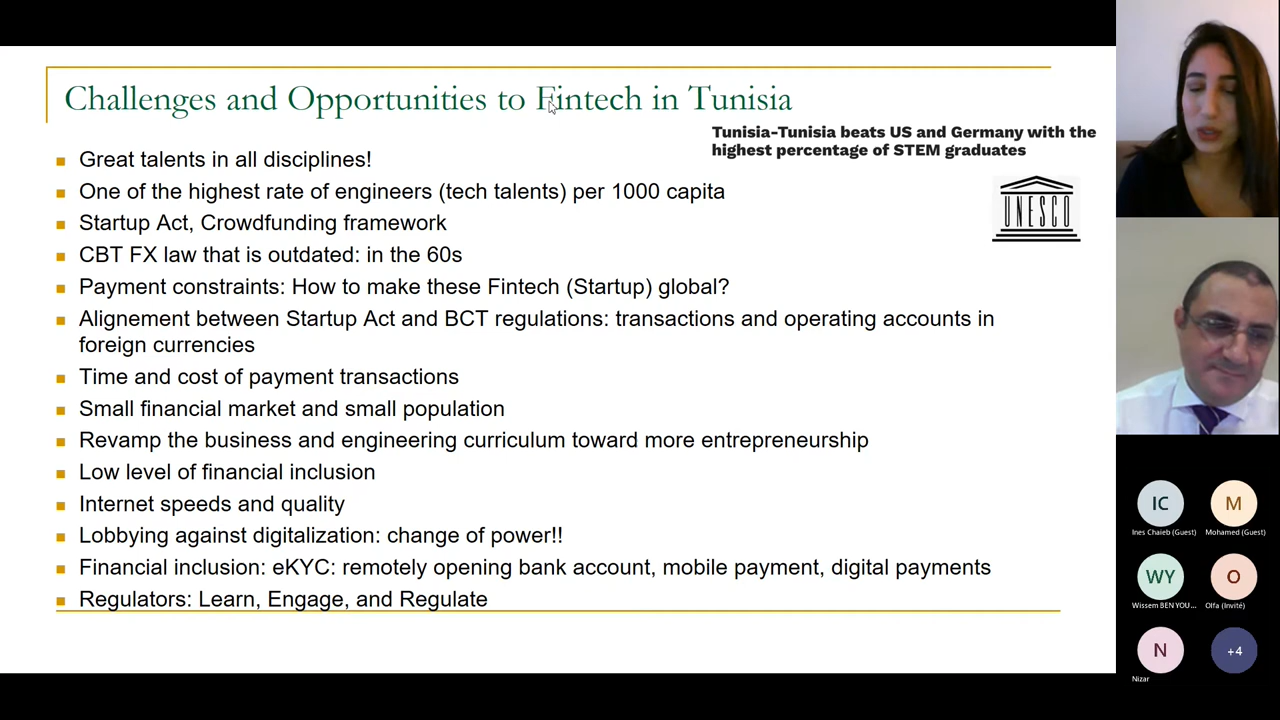 Challenges and Opportunities to Fintech in Tunisia
Tunisia-Tunisia beats US and Germany with the
highest percentage of STEM graduates
UNESCO
Great talents in all disciplines!
One of the highest rate of engineers (tech talents) per 1000 capita
Startup Act, Crowdfunding framework
CBT FX law that is outdated: in the 60s
Payment constraints: How to make these Fintech (Startup) global?
Alignement between Startup Act and BCT regulations: transactions and operating accounts in
foreign currencies
Time and cost of payment transactions
Small financial market and small population
Revamp the business and engineering curriculum toward more entrepreneurship
Low level of financial inclusion
Internet speeds and quality
Lobbying against digitalization: change of power!!
Financial inclusion: eKYC: remotely opening bank account, mobile payment, digital payments
Regulators: Learn, Engage, and Regulate
IC
Ines Chaieb (Guest)
M
Mohamed (Guest)
WY
Wissem BEN YOU...
O
Olfa (Invité)
N
Nizar
+4